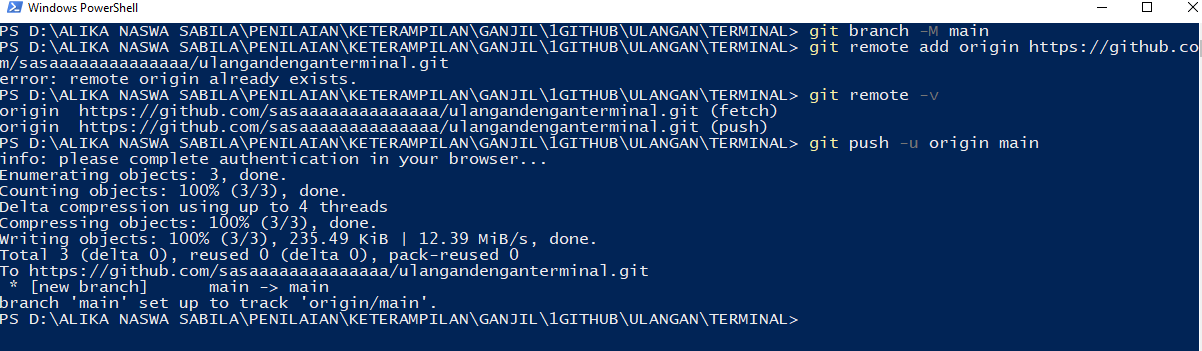 Windows PowerShell
PS D:\ALIKA NASWA SABILA\PENILAIAN\KETERAMPILAN\GANJIL\1GITHUB\ULANGAN\TERMINAL> git branch -M main
PS D:\ALIKA NASWA SABILA\PENILAIAN\KETERAMPILAN\GANJIL\1GITHUB\ULANGAN\TERMINAL> git remote add origin https://github.co
m/sasaaaaaaaaaaaaaa/ulangandenganterminal.git
error: remote origin already exists.
PS D:\ALIKA NASWA SABILA\PENILAIAN\KETERAMPILAN\GANJIL\1GITHUB\ULANGAN\TERMINAL> git remote -v
origin  https://github.com/sasaaaaaaaaaaaaaa/ulangandenganterminal.git (fetch)
origin  https://github.com/sasaaaaaaaaaaaaaa/ulangandenganterminal.git (push)
PS D:\ALIKA NASWA SABILA\PENILAIAN\KETERAMPILAN\GANJIL\1GITHUB\ULANGAN\TERMINAL> git push -u origin main
info: please complete authentication in your browser...
Enumerating objects: 3, done.
Counting objects: 100% (3/3), done.
Delta compression using up to 4 threads
Compressing objects: 100% (3/3), done.
Writing objects: 100% (3/3), 235.49 KiB | 12.39 MiB/s, done.
Total 3 (delta 0), reused 0 (delta 0), pack-reused 0
To https://github.com/sasaaaaaaaaaaaaaa/ulangandenganterminal.git
 * [new branch]      main -> main
branch 'main' set up to track 'origin/main'.
PS D:\ALIKA NASWA SABILA\PENILAIAN\KETERAMPILAN\GANJIL\1GITHUB\ULANGAN\TERMINAL>